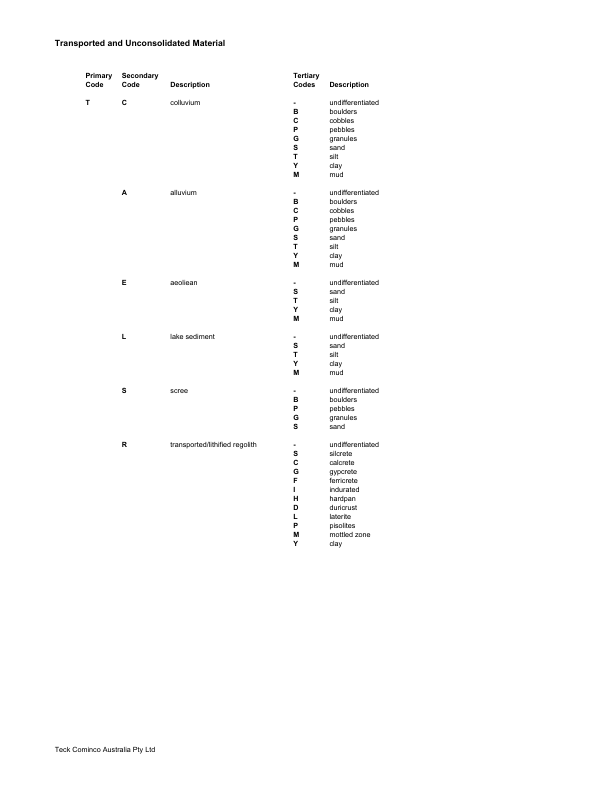 Transported and Unconsolidated Material
Primary Secondary Tertiary
Code Code Description Codes Description
T C colluvium - undifferentiated
B boulders
C cobbles
P pebbles
G granules
S sand
T silt
Y clay
M mud
A alluvium - undifferentiated
B boulders
C cobbles
P pebbles
G granules
S sand
T silt
Y clay
M mud
E aeoliean - undifferentiated
S sand
T silt
Y clay
M mud
L lake sediment - undifferentiated
S sand
T silt
Y clay
M mud
S scree - undifferentiated
B boulders
P pebbles
G granules
S sand
R transported/lithified regolith - undifferentiated
S silcrete
C calcrete
G gypcrete
F ferricrete
I indurated
H hardpan
D duricrust
L laterite
P pisolites
M mottled zone
Y clay
Teck Cominco Australia Pty Ltd